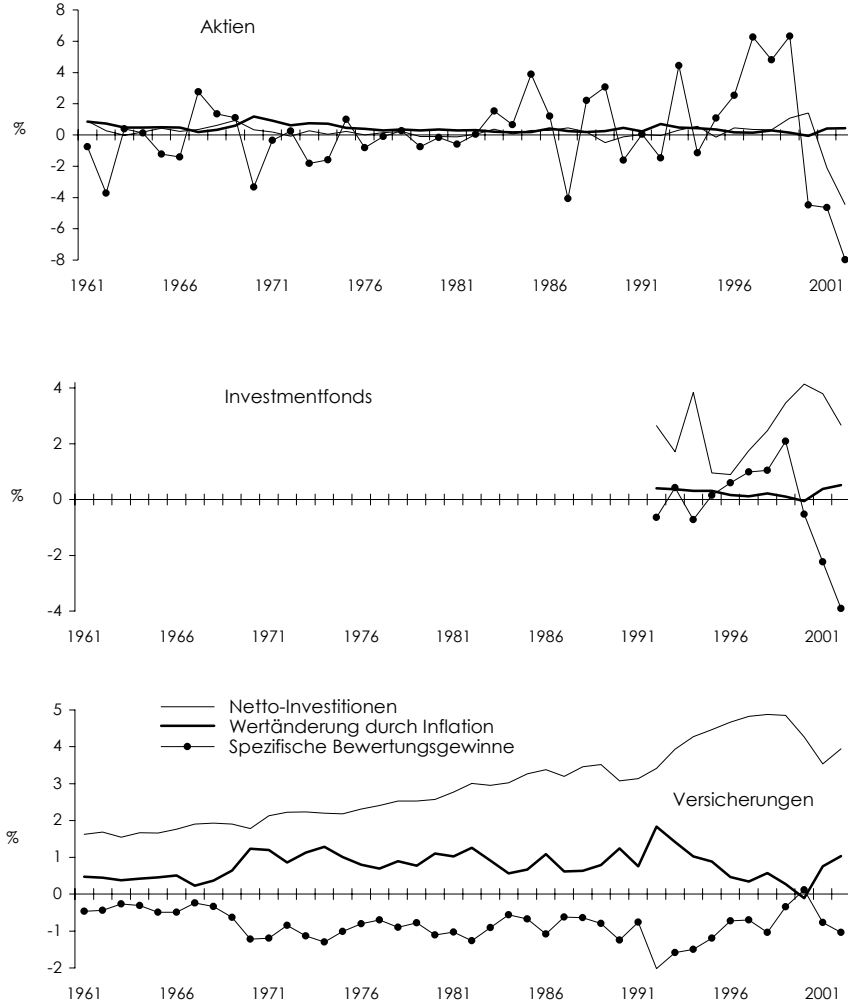 8
Aktien
6
4
2
%
0
-2
-4
-6
-8
1961 1966 1971 1976 1981 1986 1991 1996 2001
4
Investmentfonds
2
%
0
-2
-4
1961 1966 1971 1976 1981 1986 1991 1996 2001
5
Netto-Investitionen
Wertänderung durch Inflation
4
Spezifische Bewertungsgewinne
3
Versicherungen
2
%
1
0
-1
-2
1961 1966 1971 1976 1981 1986 1991 1996 2001